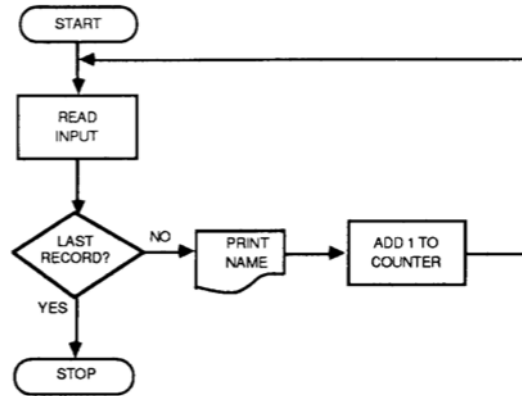 START
READ
INPUT
LAST
RECORD?
NO
PRINT
NAME
ADD 1 TO
COUNTER
YES
STOP